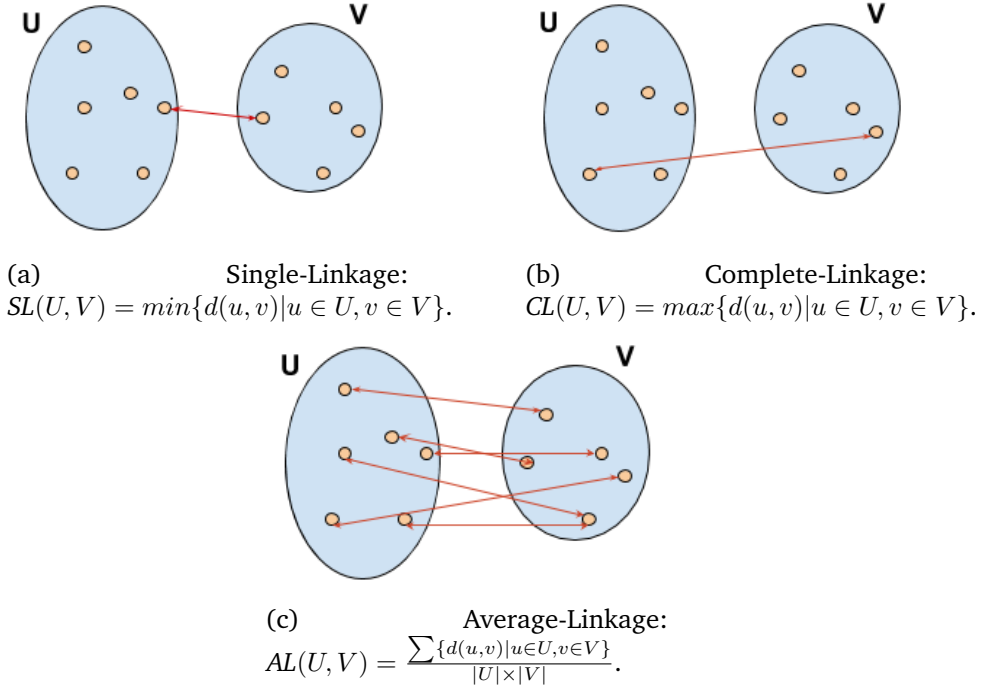 U V
U V
(a) Single-Linkage:
SL(U, V) = min{d(u, v)|u ∈ U, v ∈ V}.
(b) Complete-Linkage:
CL(U, V) = max{d(u, v)|u ∈ U, v ∈ V}.
U V
(c) Average-Linkage:
AL(U, V) = ∑{d(u,v)|u∈U,v∈V} / |U|×|V| .